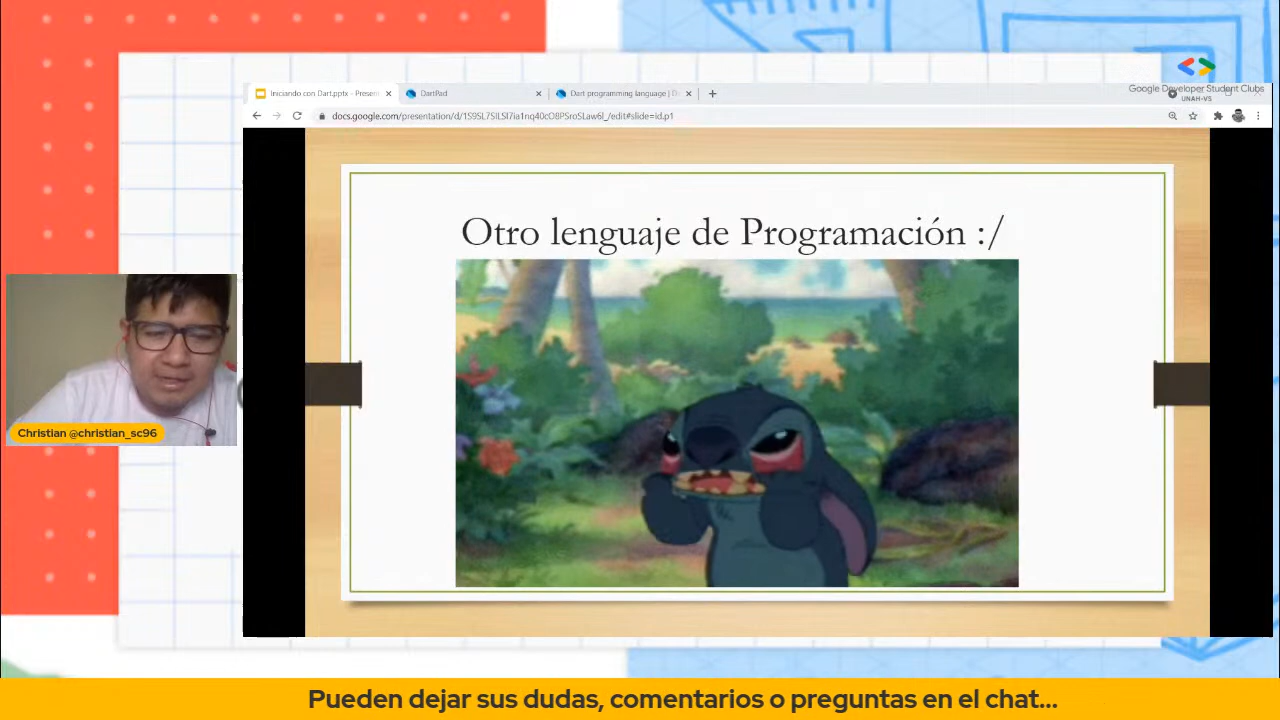 Iniciando con Dart.pptx - Presen
DartPad
Dart programming language | D
Google Developer Student Clubs
UNAH-VS
docs.google.com/presentation/d/
/edit#slide=id.p1
Otro lenguaje de Programación :/
Christian @christian_sc96
Pueden dejar sus dudas, comentarios o preguntas en el chat...